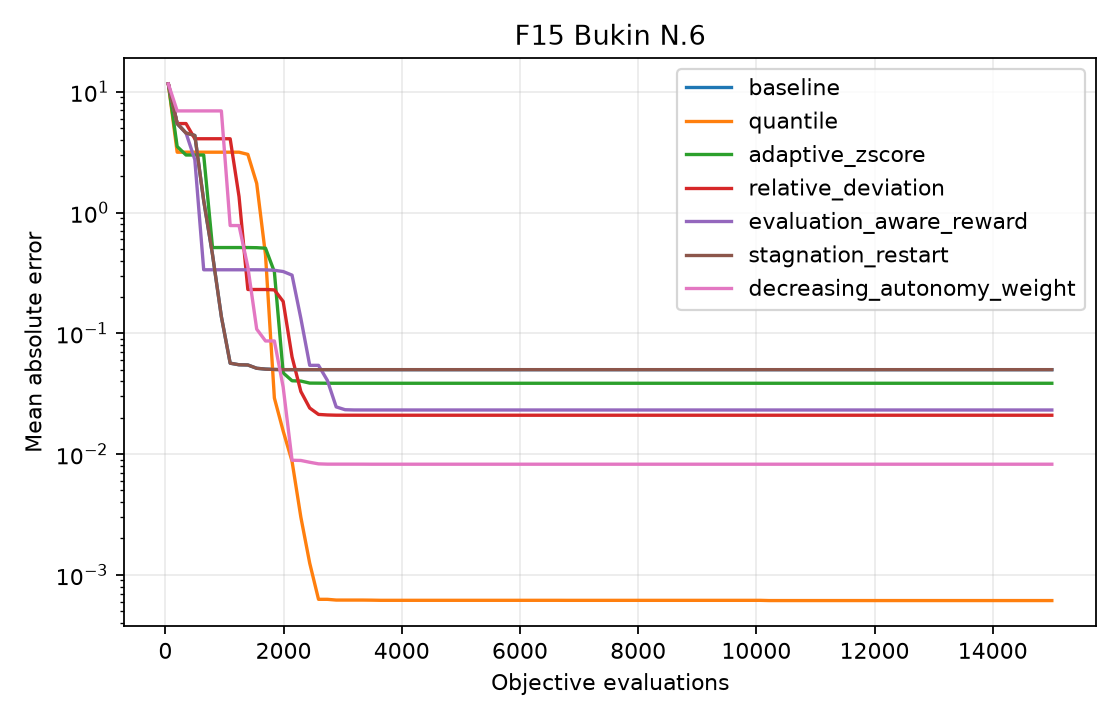 F15 Bukin N.6
baseline
quantile
adaptive_zscore
relative_deviation
evaluation_aware_reward
stagnation_restart
decreasing_autonomy_weight
Mean absolute error
10¹
10⁰
10⁻¹
10⁻²
10⁻³
0 2000 4000 6000 8000 10000 12000 14000
Objective evaluations